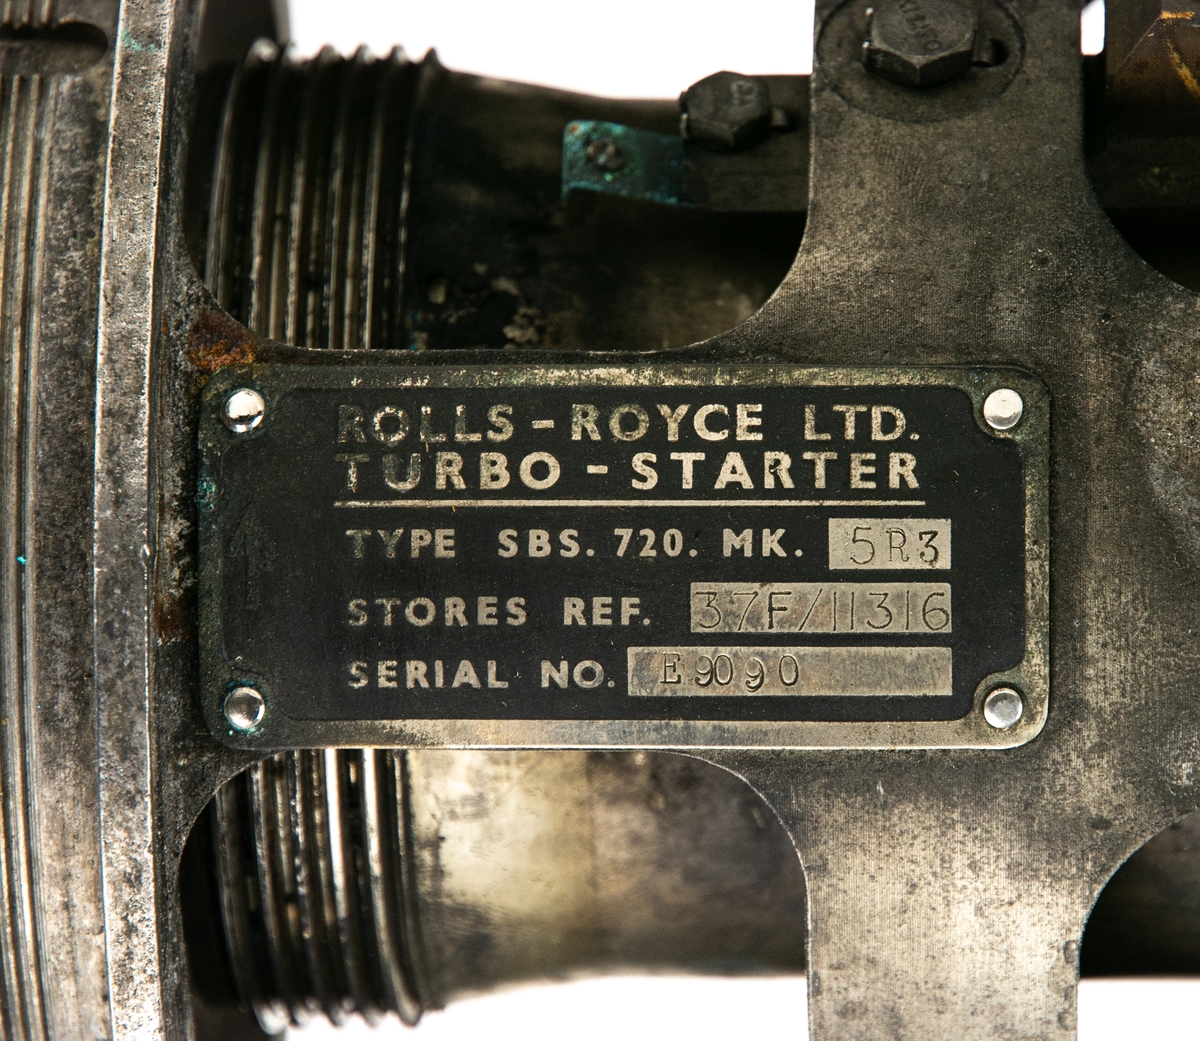 ROLLS-ROYCE LTD.
TURBO-STARTER
TYPE SBS. 720. MK. 5R3
STORES REF. 37F/11316
SERIAL NO. E9090